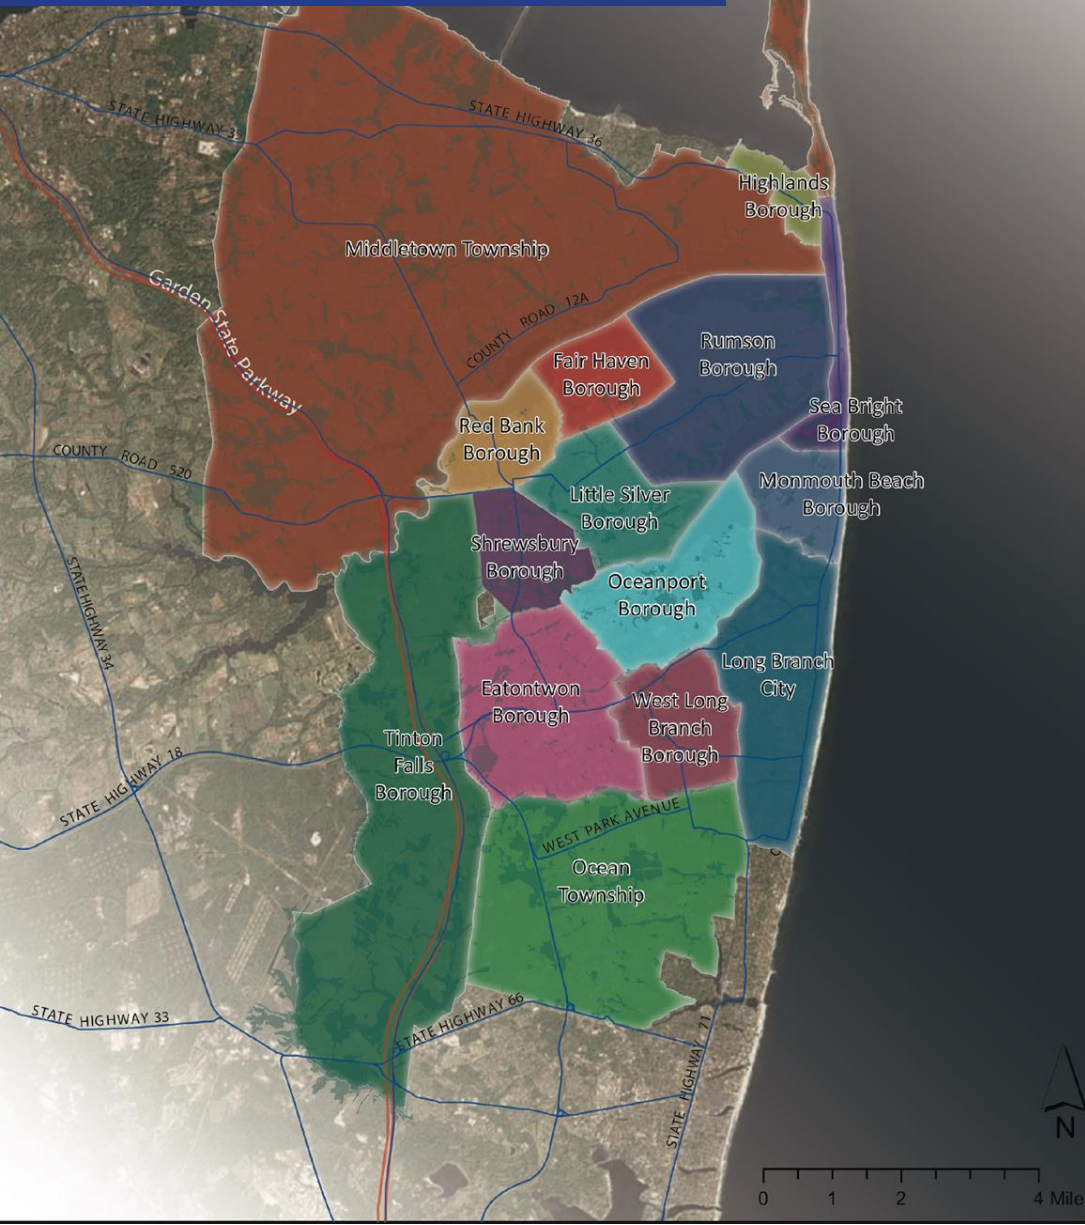 STATE HIGHWAY 3
STATE HIGHWAY 36
Highlands
Borough
Middletown Township
Garden State Parkway
COUNTY ROAD 12A
Rumson
Borough
Fair Haven
Borough
Sea Bright
Borough
Red Bank
Borough
COUNTY ROAD 520
Monmouth Beach
Borough
Little Silver
Borough
Shrewsbury
Borough
Oceanport
Borough
STATE HIGHWAY 34
Long Branch
City
Eatontwon
Borough
West Long
Branch
Borough
Tinton
Falls
Borough
STATE HIGHWAY 18
WEST PARK AVENUE
Ocean
Township
STATE HIGHWAY 66
STATE HIGHWAY 33
STATE HIGHWAY 71
N
0 1 2 4 Mile